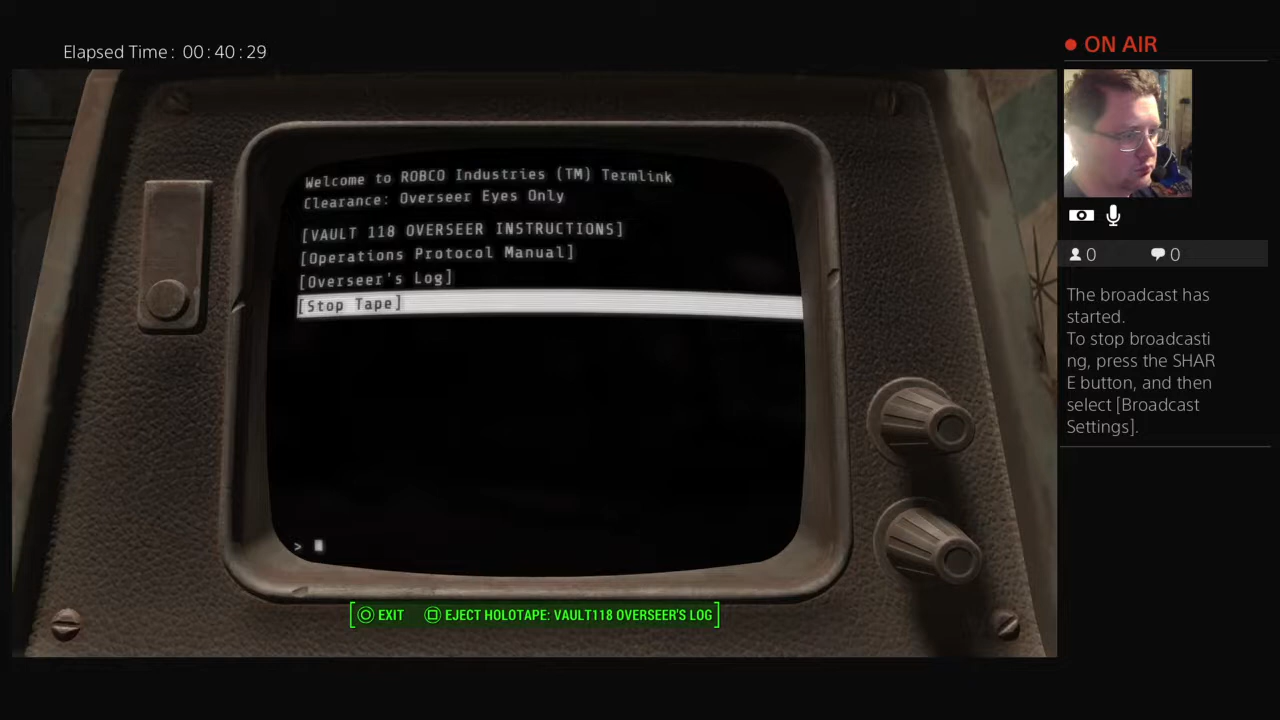 Elapsed Time: 00:40:29
ON AIR
Welcome to ROBCO Industries (TM) Termlink
Clearance: Overseer Eyes Only
[VAULT 118 OVERSEER INSTRUCTIONS]
[Operations Protocol Manual]
[Overseer's Log]
[Stop Tape]
>
EXIT EJECT HOLOTAPE: VAULT118 OVERSEER'S LOG
0 0
The broadcast has
started.
To stop broadcasti
ng, press the SHAR
E button, and then
select [Broadcast
Settings].